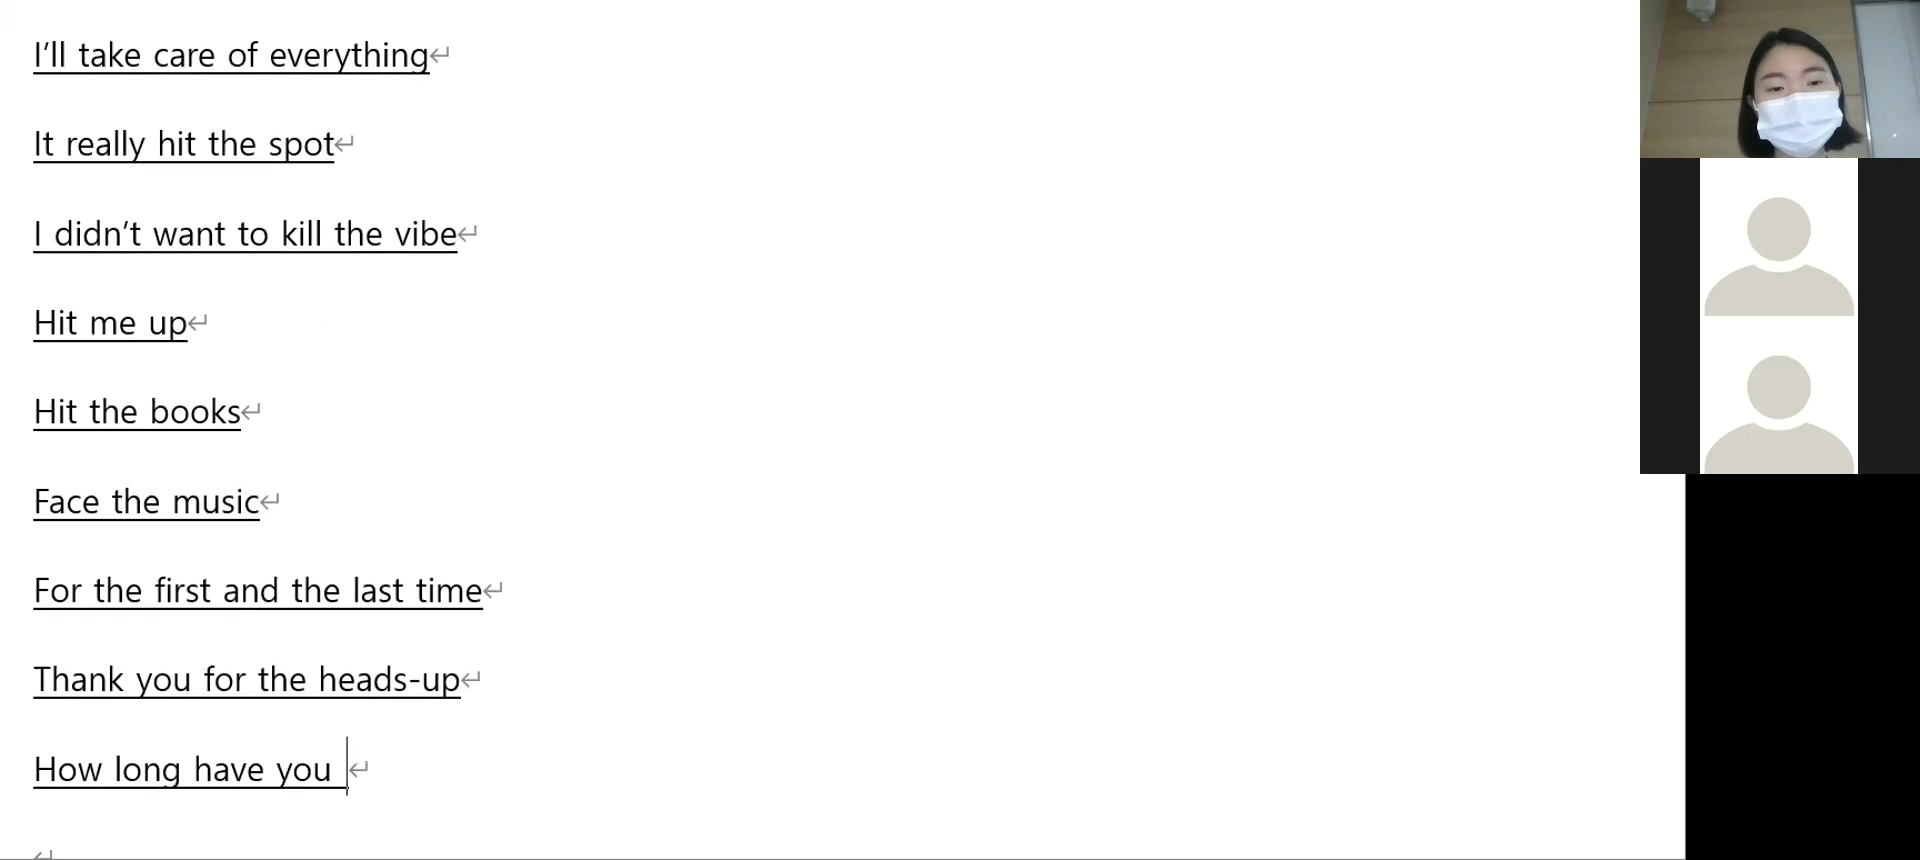 I’ll take care of everything
It really hit the spot
I didn’t want to kill the vibe
Hit me up
Hit the books
Face the music
For the first and the last time
Thank you for the heads-up
How long have you